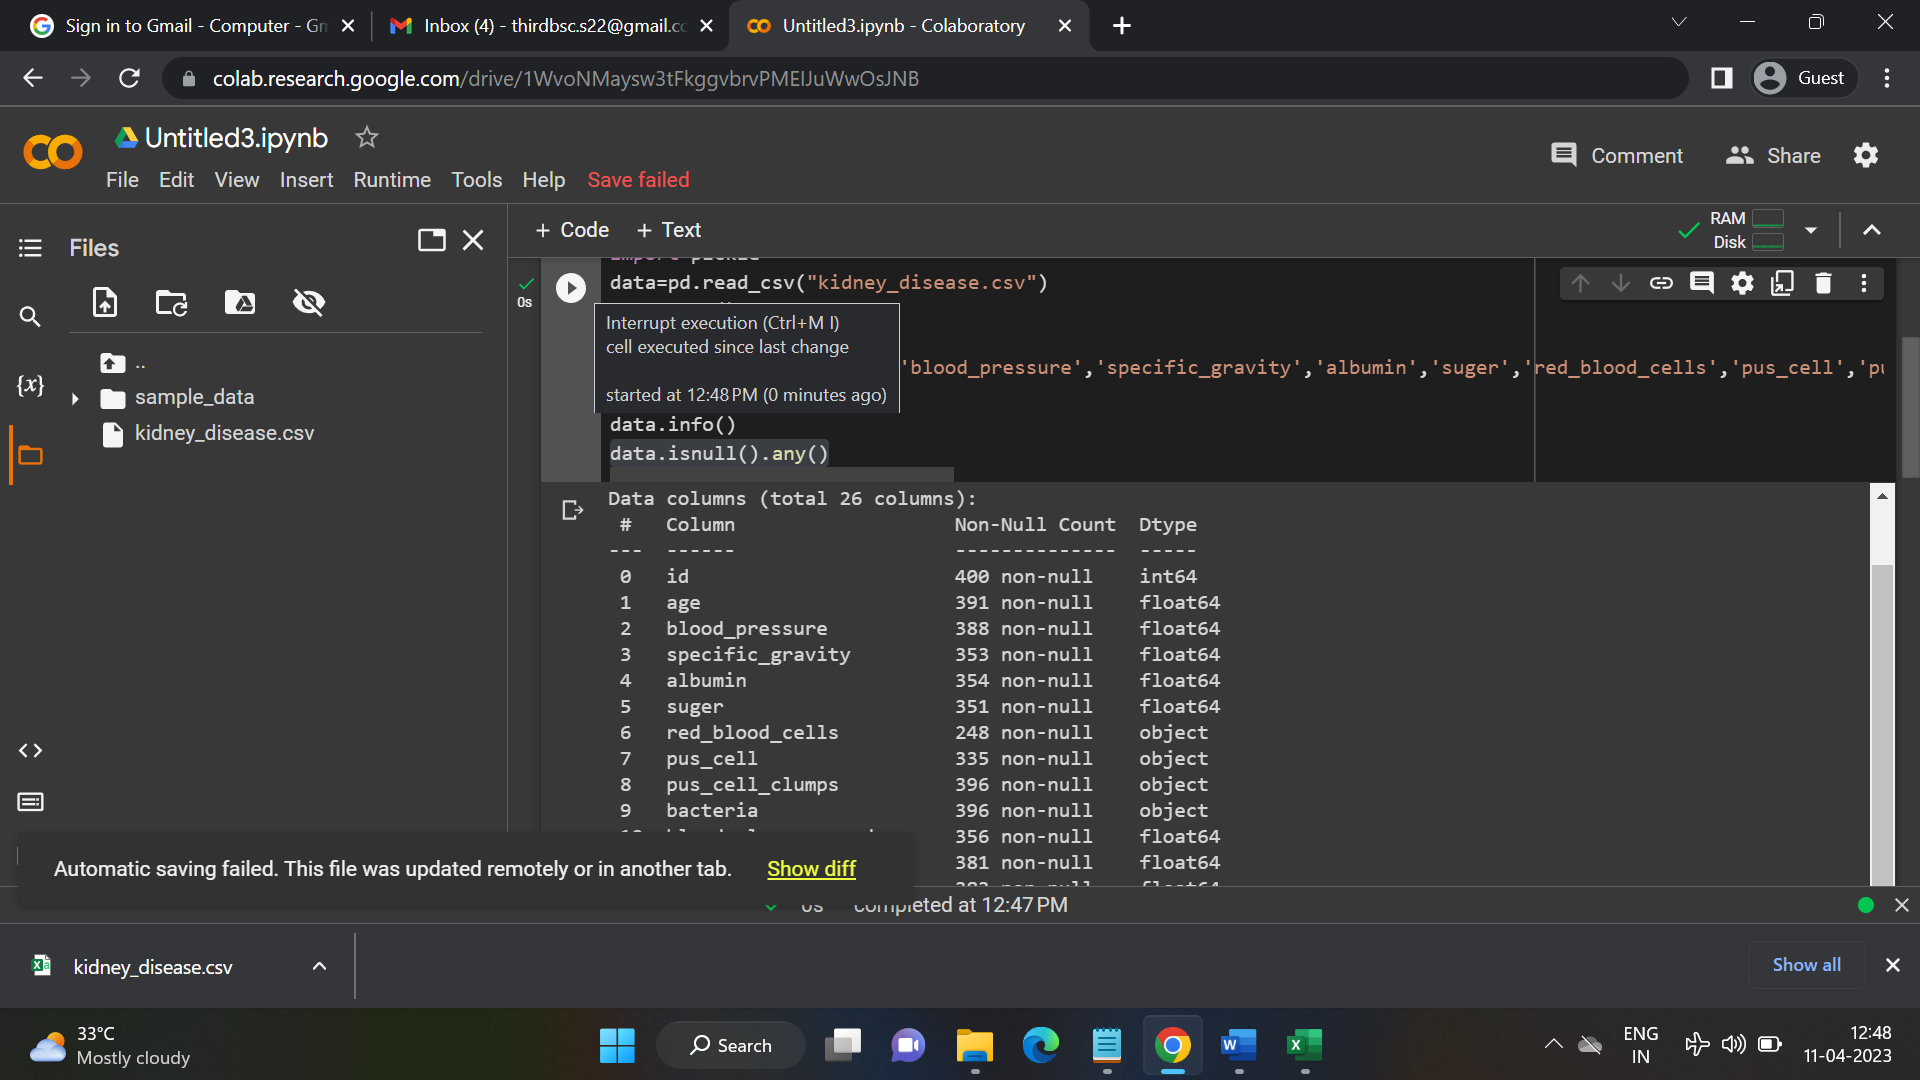 Sign in to Gmail - Computer - Gm
Inbox (4) - thirdbsc.s22@gmail.cc
Untitled3.ipynb - Colaboratory
colab.research.google.com/drive/1WvoNMaysw3tFkggvbrvPMEIJuWwOsJNB
Guest
Untitled3.ipynb
Comment
Share
File Edit View Insert Runtime Tools Help Save failed
Files
+ Code + Text
RAM
Disk
0s
data=pd.read_csv("kidney_disease.csv")
Interrupt execution (Ctrl+M I)
cell executed since last change
started at 12:48 PM (0 minutes ago)
'blood_pressure','specific_gravity','albumin','suger','red_blood_cells','pus_cell','pu
data.info()
data.isnull().any()
..
sample_data
kidney_disease.csv
{x}
Data columns (total 26 columns):
# Column Non-Null Count Dtype
--- ------ -------------- -----
0 id 400 non-null int64
1 age 391 non-null float64
2 blood_pressure 388 non-null float64
3 specific_gravity 353 non-null float64
4 albumin 354 non-null float64
5 suger 351 non-null float64
6 red_blood_cells 248 non-null object
7 pus_cell 335 non-null object
8 pus_cell_clumps 396 non-null object
9 bacteria 396 non-null object
356 non-null float64
381 non-null float64
Automatic saving failed. This file was updated remotely or in another tab. Show diff
0s completed at 12:47 PM
kidney_disease.csv
Show all
33°C
Mostly cloudy
Search
ENG
IN
12:48
11-04-2023